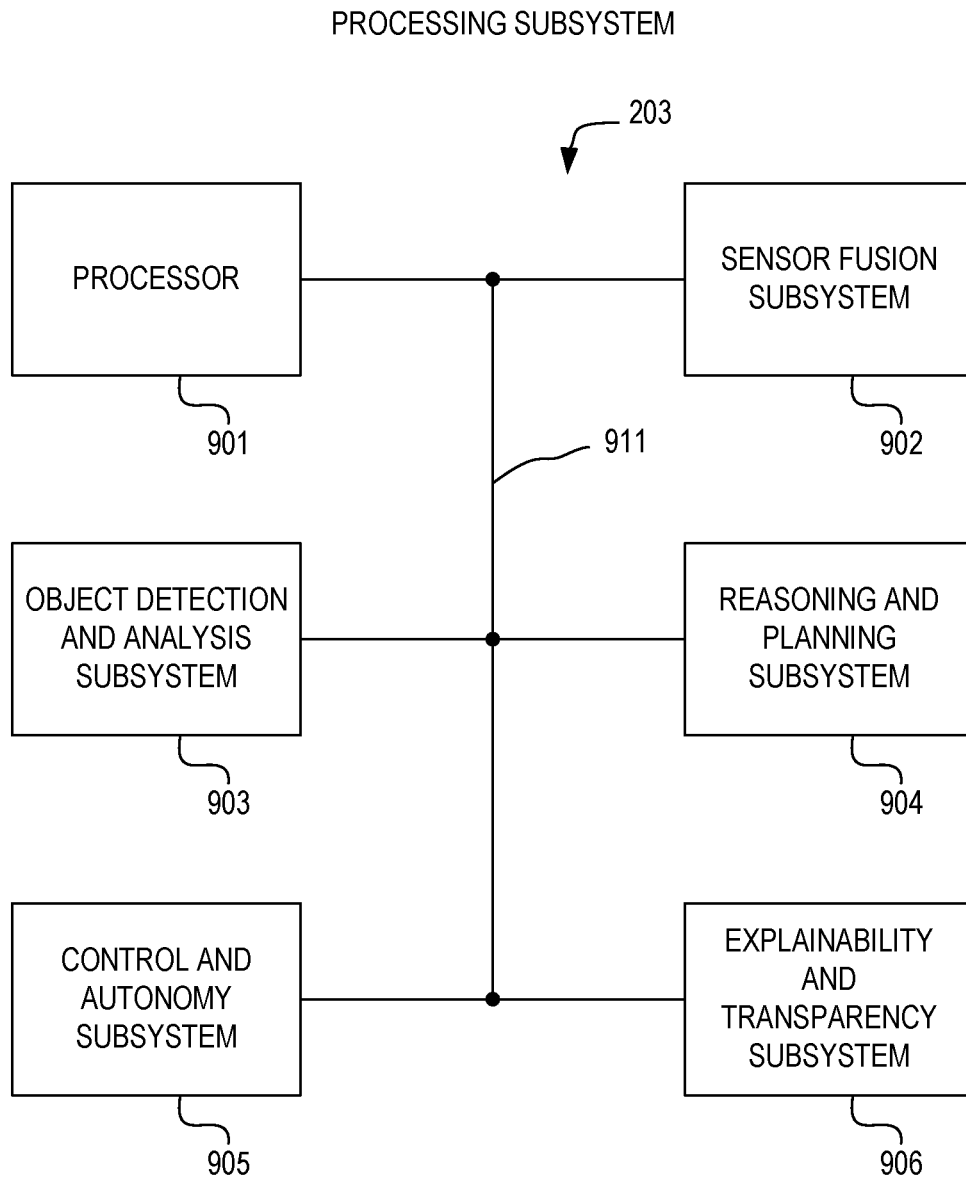 PROCESSING SUBSYSTEM
203
PROCESSOR
901
SENSOR FUSION
SUBSYSTEM
902
911
OBJECT DETECTION
AND ANALYSIS
SUBSYSTEM
903
REASONING AND
PLANNING
SUBSYSTEM
904
CONTROL AND
AUTONOMY
SUBSYSTEM
905
EXPLAINABILITY
AND
TRANSPARENCY
SUBSYSTEM
906